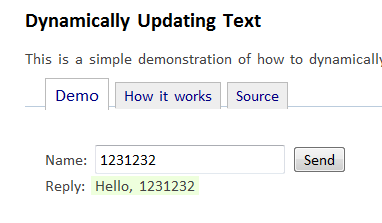 Dynamically Updating Text
This is a simple demonstration of how to dynamically
Demo How it works Source
Name: 1231232 Send
Reply: Hello, 1231232